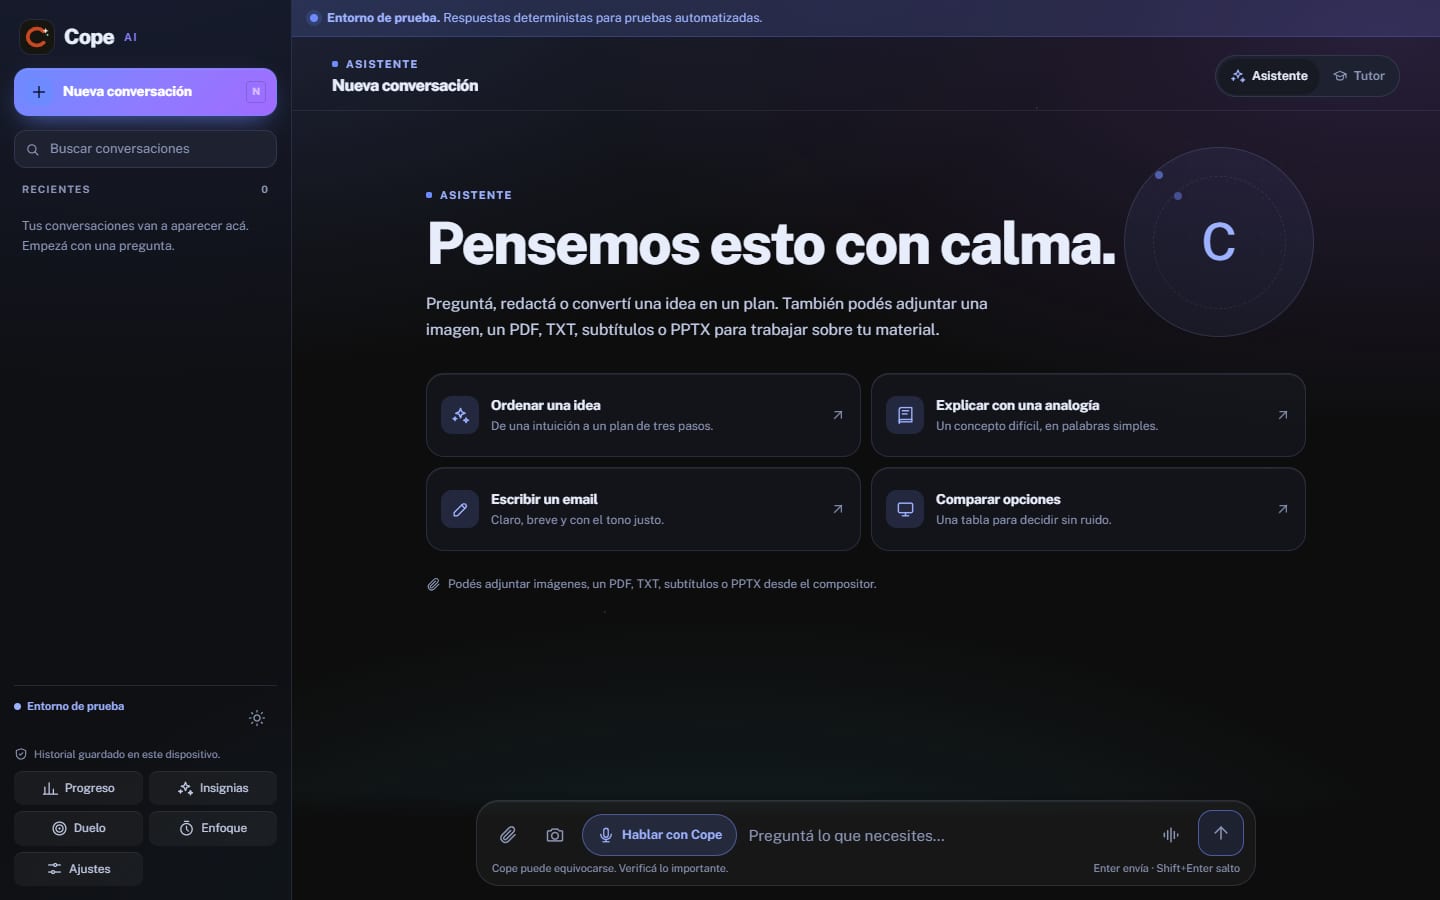 Cope AI
Nueva conversación N
Buscar conversaciones
RECIENTES 0
Tus conversaciones van a aparecer acá.
Empezá con una pregunta.
Entorno de prueba
Historial guardado en este dispositivo.
Progreso
Insignias
Duelo
Enfoque
Ajustes
Entorno de prueba. Respuestas deterministas para pruebas automatizadas.
ASISTENTE
Nueva conversación
Asistente
Tutor
ASISTENTE
Pensemos esto con calma.
C
Preguntá, redactá o convertí una idea en un plan. También podés adjuntar una
imagen, un PDF, TXT, subtítulos o PPTX para trabajar sobre tu material.
Ordenar una idea
De una intuición a un plan de tres pasos.
Explicar con una analogía
Un concepto difícil, en palabras simples.
Escribir un email
Claro, breve y con el tono justo.
Comparar opciones
Una tabla para decidir sin ruido.
Podés adjuntar imágenes, un PDF, TXT, subtítulos o PPTX desde el compositor.
Hablar con Cope
Preguntá lo que necesites...
Cope puede equivocarse. Verificá lo importante.
Enter envía · Shift+Enter salto